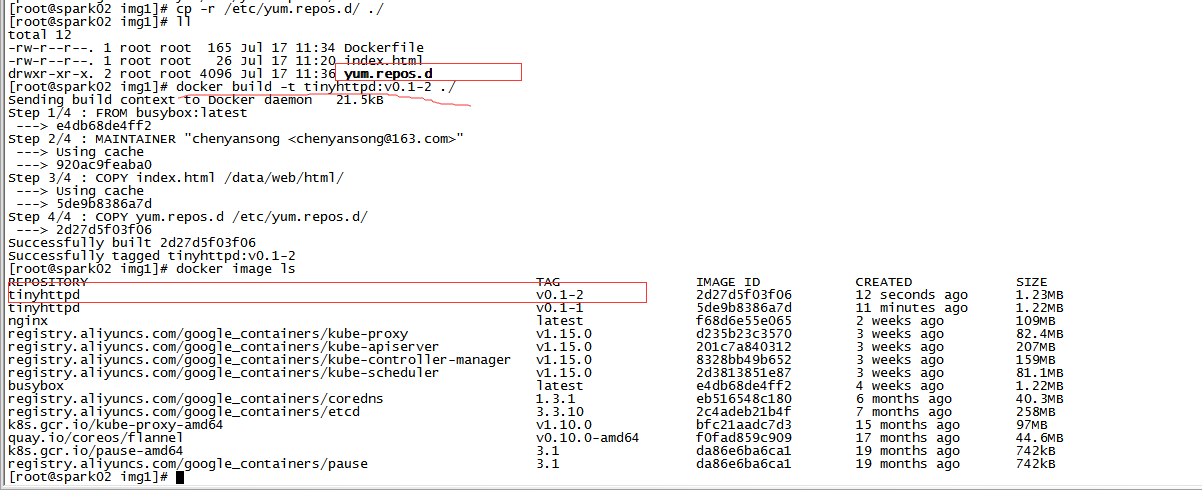 [root@spark02 img1]# cp -r /etc/yum.repos.d/ ./
[root@spark02 img1]# ll
total 12
-rw-r--r--. 1 root root  165 Jul 17 11:34 Dockerfile
-rw-r--r--. 1 root root   26 Jul 17 11:20 index.html
drwxr-xr-x. 2 root root 4096 Jul 17 11:36 yum.repos.d
[root@spark02 img1]# docker build -t tinyhttpd:v0.1-2 ./
Sending build context to Docker daemon   21.5kB
Step 1/4 : FROM busybox:latest
 ---> e4db68de4ff2
Step 2/4 : MAINTAINER "chenyansong <chenyansong@163.com>"
 ---> Using cache
 ---> 920ac9feaba0
Step 3/4 : COPY index.html /data/web/html/
 ---> Using cache
 ---> 5de9b8386a7d
Step 4/4 : COPY yum.repos.d /etc/yum.repos.d/
 ---> 2d27d5f03f06
Successfully built 2d27d5f03f06
Successfully tagged tinyhttpd:v0.1-2
[root@spark02 img1]# docker image ls
REPOSITORY TAG IMAGE ID CREATED SIZE
tinyhttpd v0.1-2 2d27d5f03f06 12 seconds ago 1.23MB
tinyhttpd v0.1-1 5de9b8386a7d 11 minutes ago 1.22MB
nginx latest f68d6e55e065 2 weeks ago 109MB
registry.aliyuncs.com/google_containers/kube-proxy v1.15.0 d235b23c3570 3 weeks ago 82.4MB
registry.aliyuncs.com/google_containers/kube-apiserver v1.15.0 201c7a840312 3 weeks ago 207MB
registry.aliyuncs.com/google_containers/kube-controller-manager v1.15.0 8328bb49b652 3 weeks ago 159MB
registry.aliyuncs.com/google_containers/kube-scheduler v1.15.0 2d3813851e87 3 weeks ago 81.1MB
busybox latest e4db68de4ff2 4 weeks ago 1.22MB
registry.aliyuncs.com/google_containers/coredns 1.3.1 eb516548c180 6 months ago 40.3MB
registry.aliyuncs.com/google_containers/etcd 3.3.10 2c4adeb21b4f 7 months ago 258MB
k8s.gcr.io/kube-proxy-amd64 v1.10.0 bfc21aadc7d3 15 months ago 97MB
quay.io/coreos/flannel v0.10.0-amd64 f0fad859c909 17 months ago 44.6MB
k8s.gcr.io/pause-amd64 3.1 da86e6ba6ca1 19 months ago 742kB
registry.aliyuncs.com/google_containers/pause 3.1 da86e6ba6ca1 19 months ago 742kB
[root@spark02 img1]#